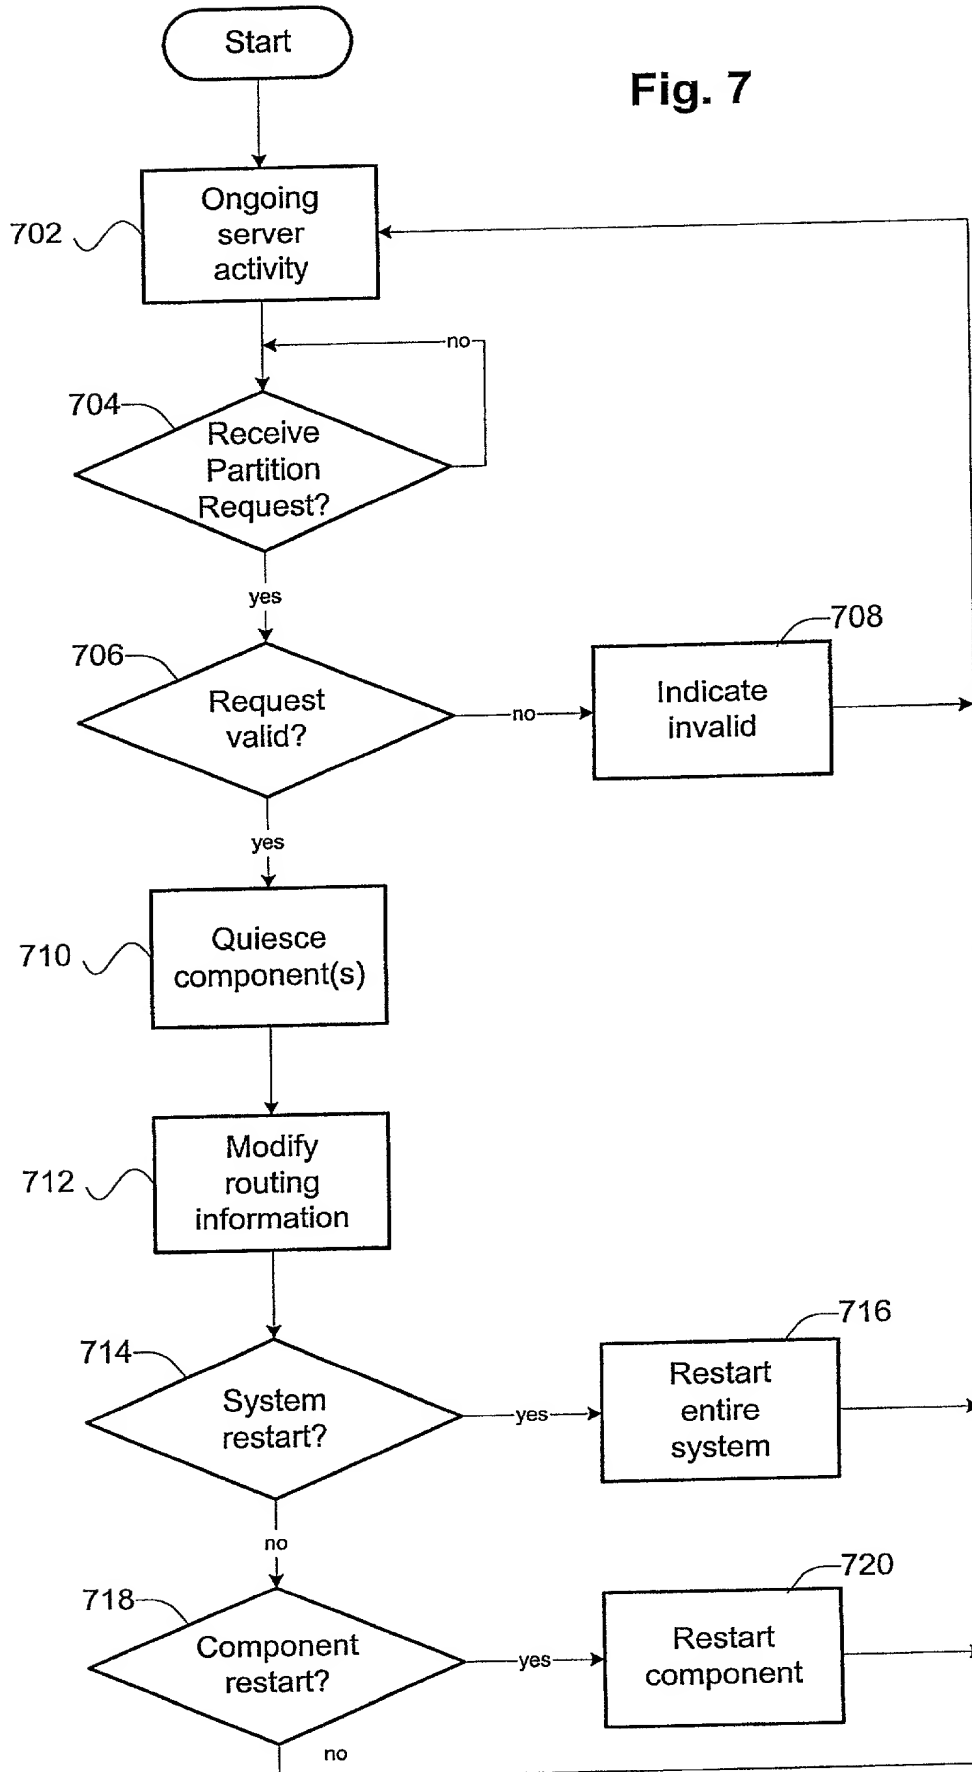 Start
Fig. 7
702
Ongoing
server
activity
no
704
Receive
Partition
Request?
yes
706
Request
valid?
no
708
Indicate
invalid
yes
710
Quiesce
component(s)
712
Modify
routing
information
714
System
restart?
yes
716
Restart
entire
system
no
718
Component
restart?
yes
720
Restart
component
no